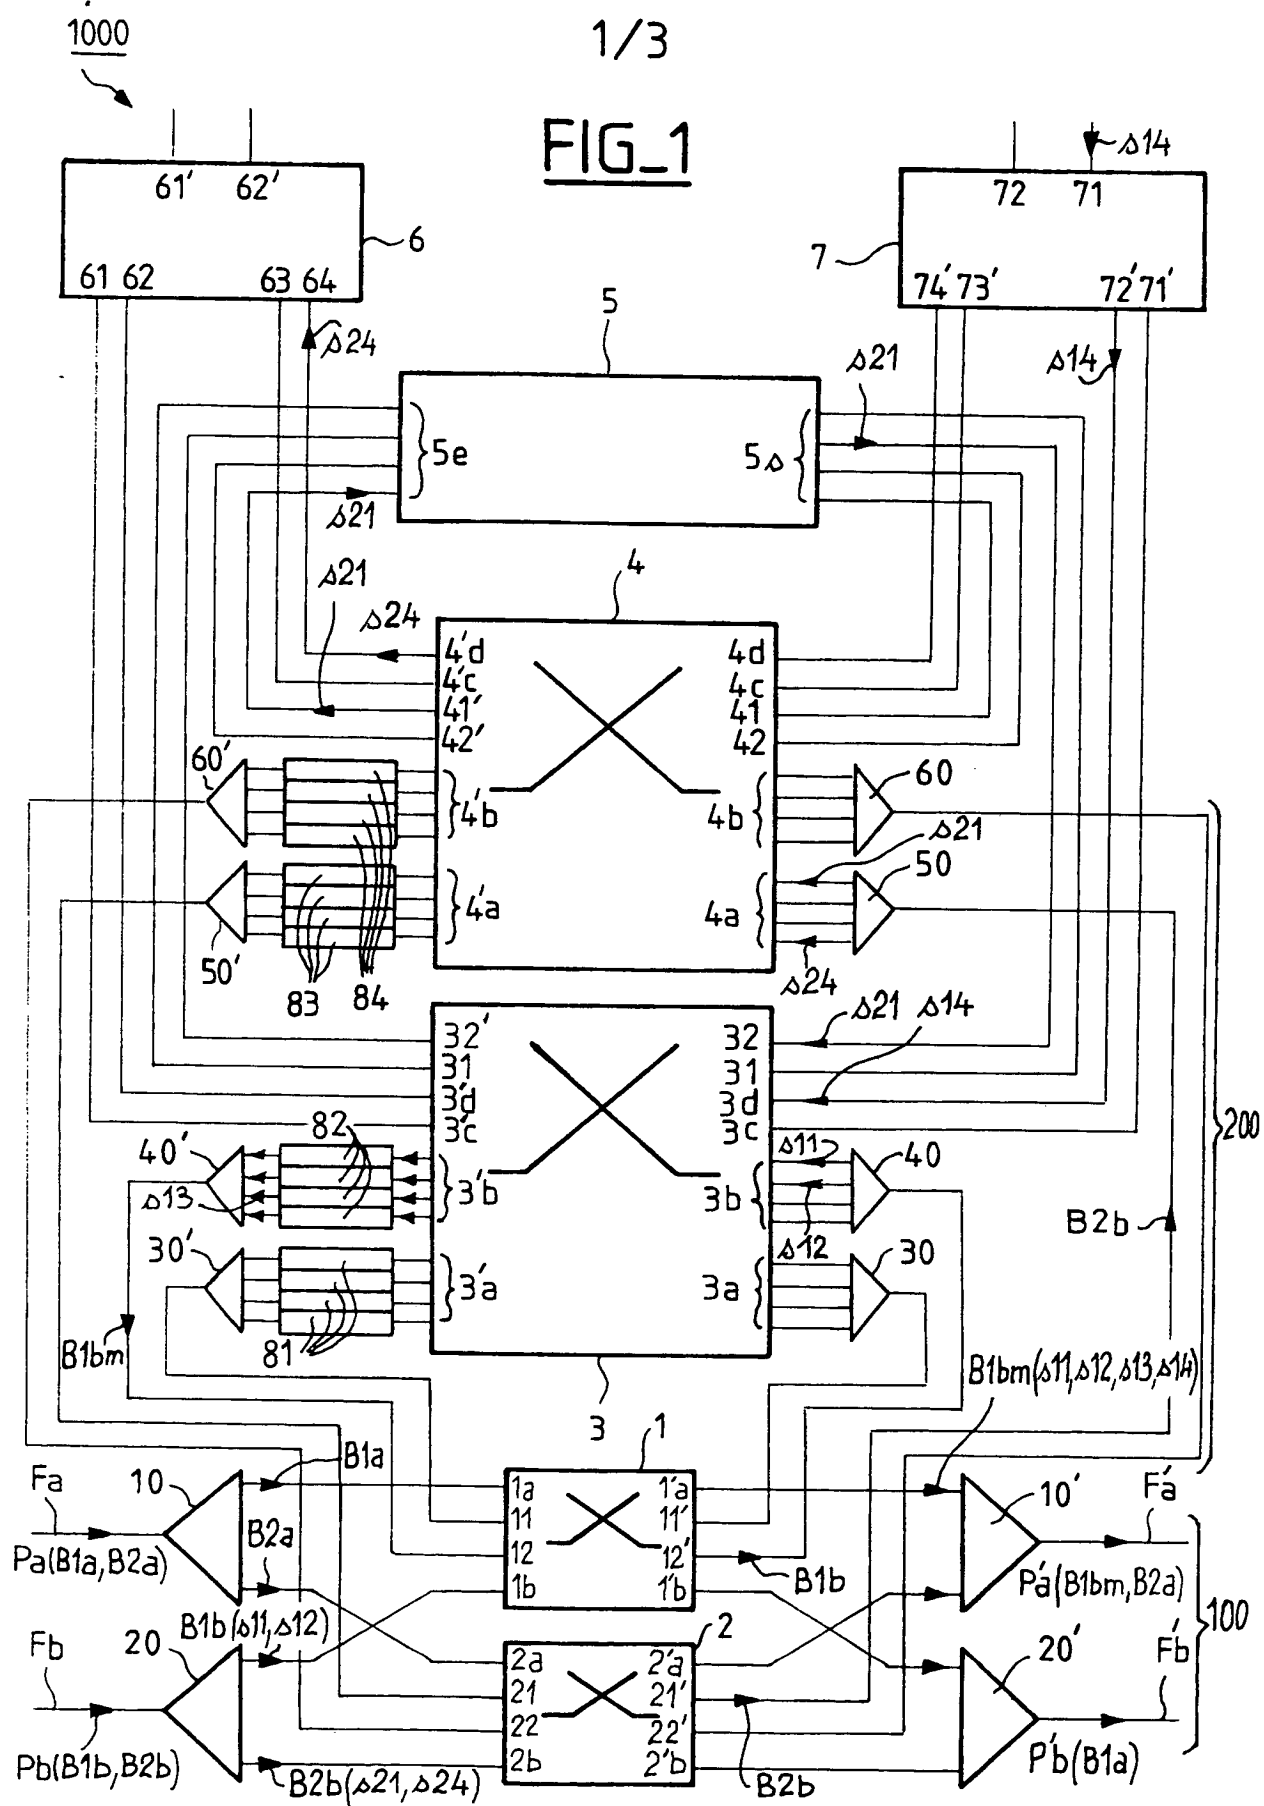 1000
1/3
FIG_1
s14
61' 62'
72 71
6
7
61 62 63 64
74' 73' 72' 71'
s24
5
s21
s14
5e
5s
s21
s21
4
s24
4'd
4d
4'c
4c
41'
41
42'
42
60'
60
4'b
4b
s21
50
4'a
4a
50'
s24
83 84
s21 s14
32'
32
31
31
3'd
3d
3'c
3c
82
s11
40'
40
200
s13
3'b
3b
B2b
s12
30'
30
3'a
3a
81
B1bm
B1bm(s11,s12,s13,s14)
3
1
B1a
Fa
10
1a
1'a
10'
F'a
11
11'
B2a
12
12'
Pa(B1a,B2a)
1b
1'b
B1b
P'a(B1bm,B2a)
100
B1b(s11,s12)
2
Fb
20
2a
2'a
20'
F'b
21
21'
22
22'
Pb(B1b,B2b)
2b
2'b
P'b(B1a)
B2b(s21,s24)
B2b